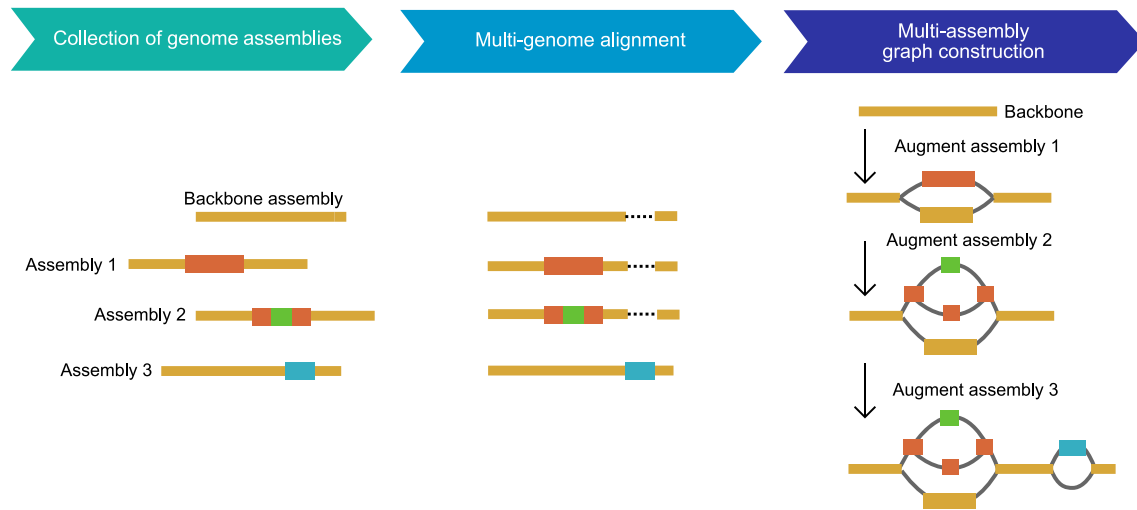 Collection of genome assemblies
Multi-genome alignment
Multi-assembly
graph construction
Backbone assembly
Assembly 1
Assembly 2
Assembly 3
Backbone
Augment assembly 1
Augment assembly 2
Augment assembly 3